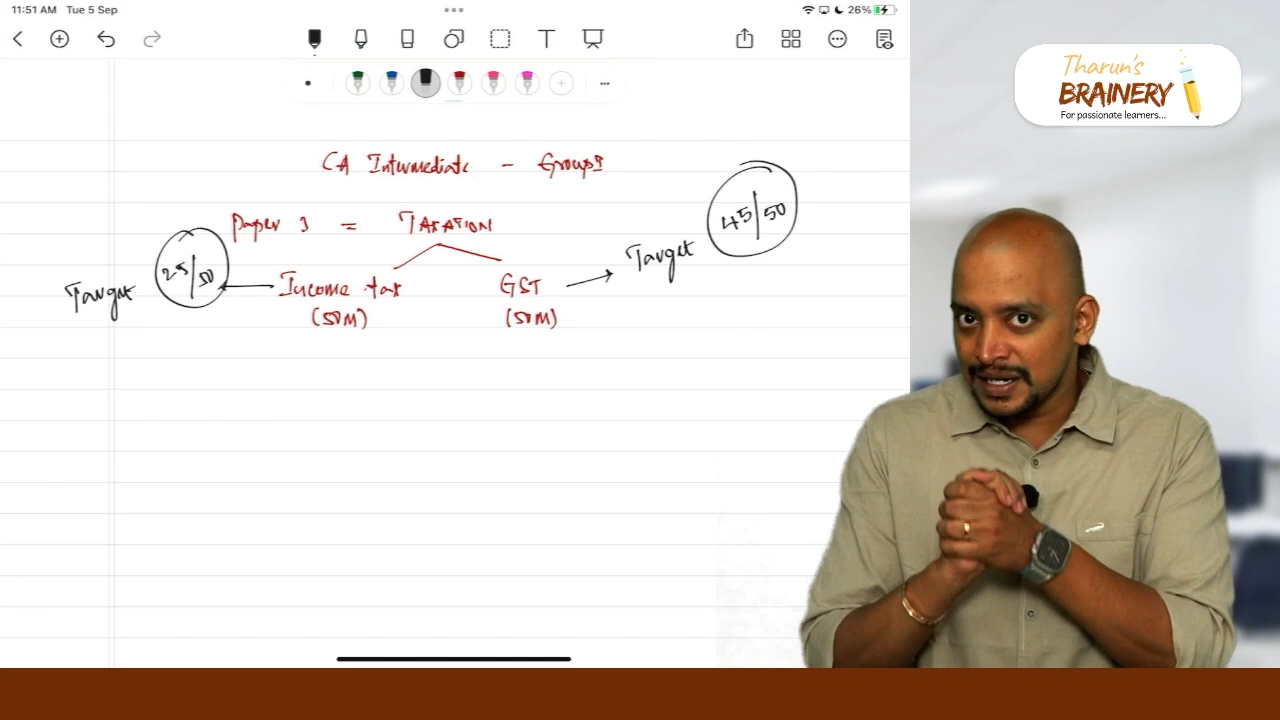 11:51 AM Tue 5 Sep
26%
Tharun's
BRAINERY
For passionate learners...
CA Intermediate - Group I
Paper 3 = TAXATION
45/50
Target
Target 25/50
Income tax GST
(50M) (50M)